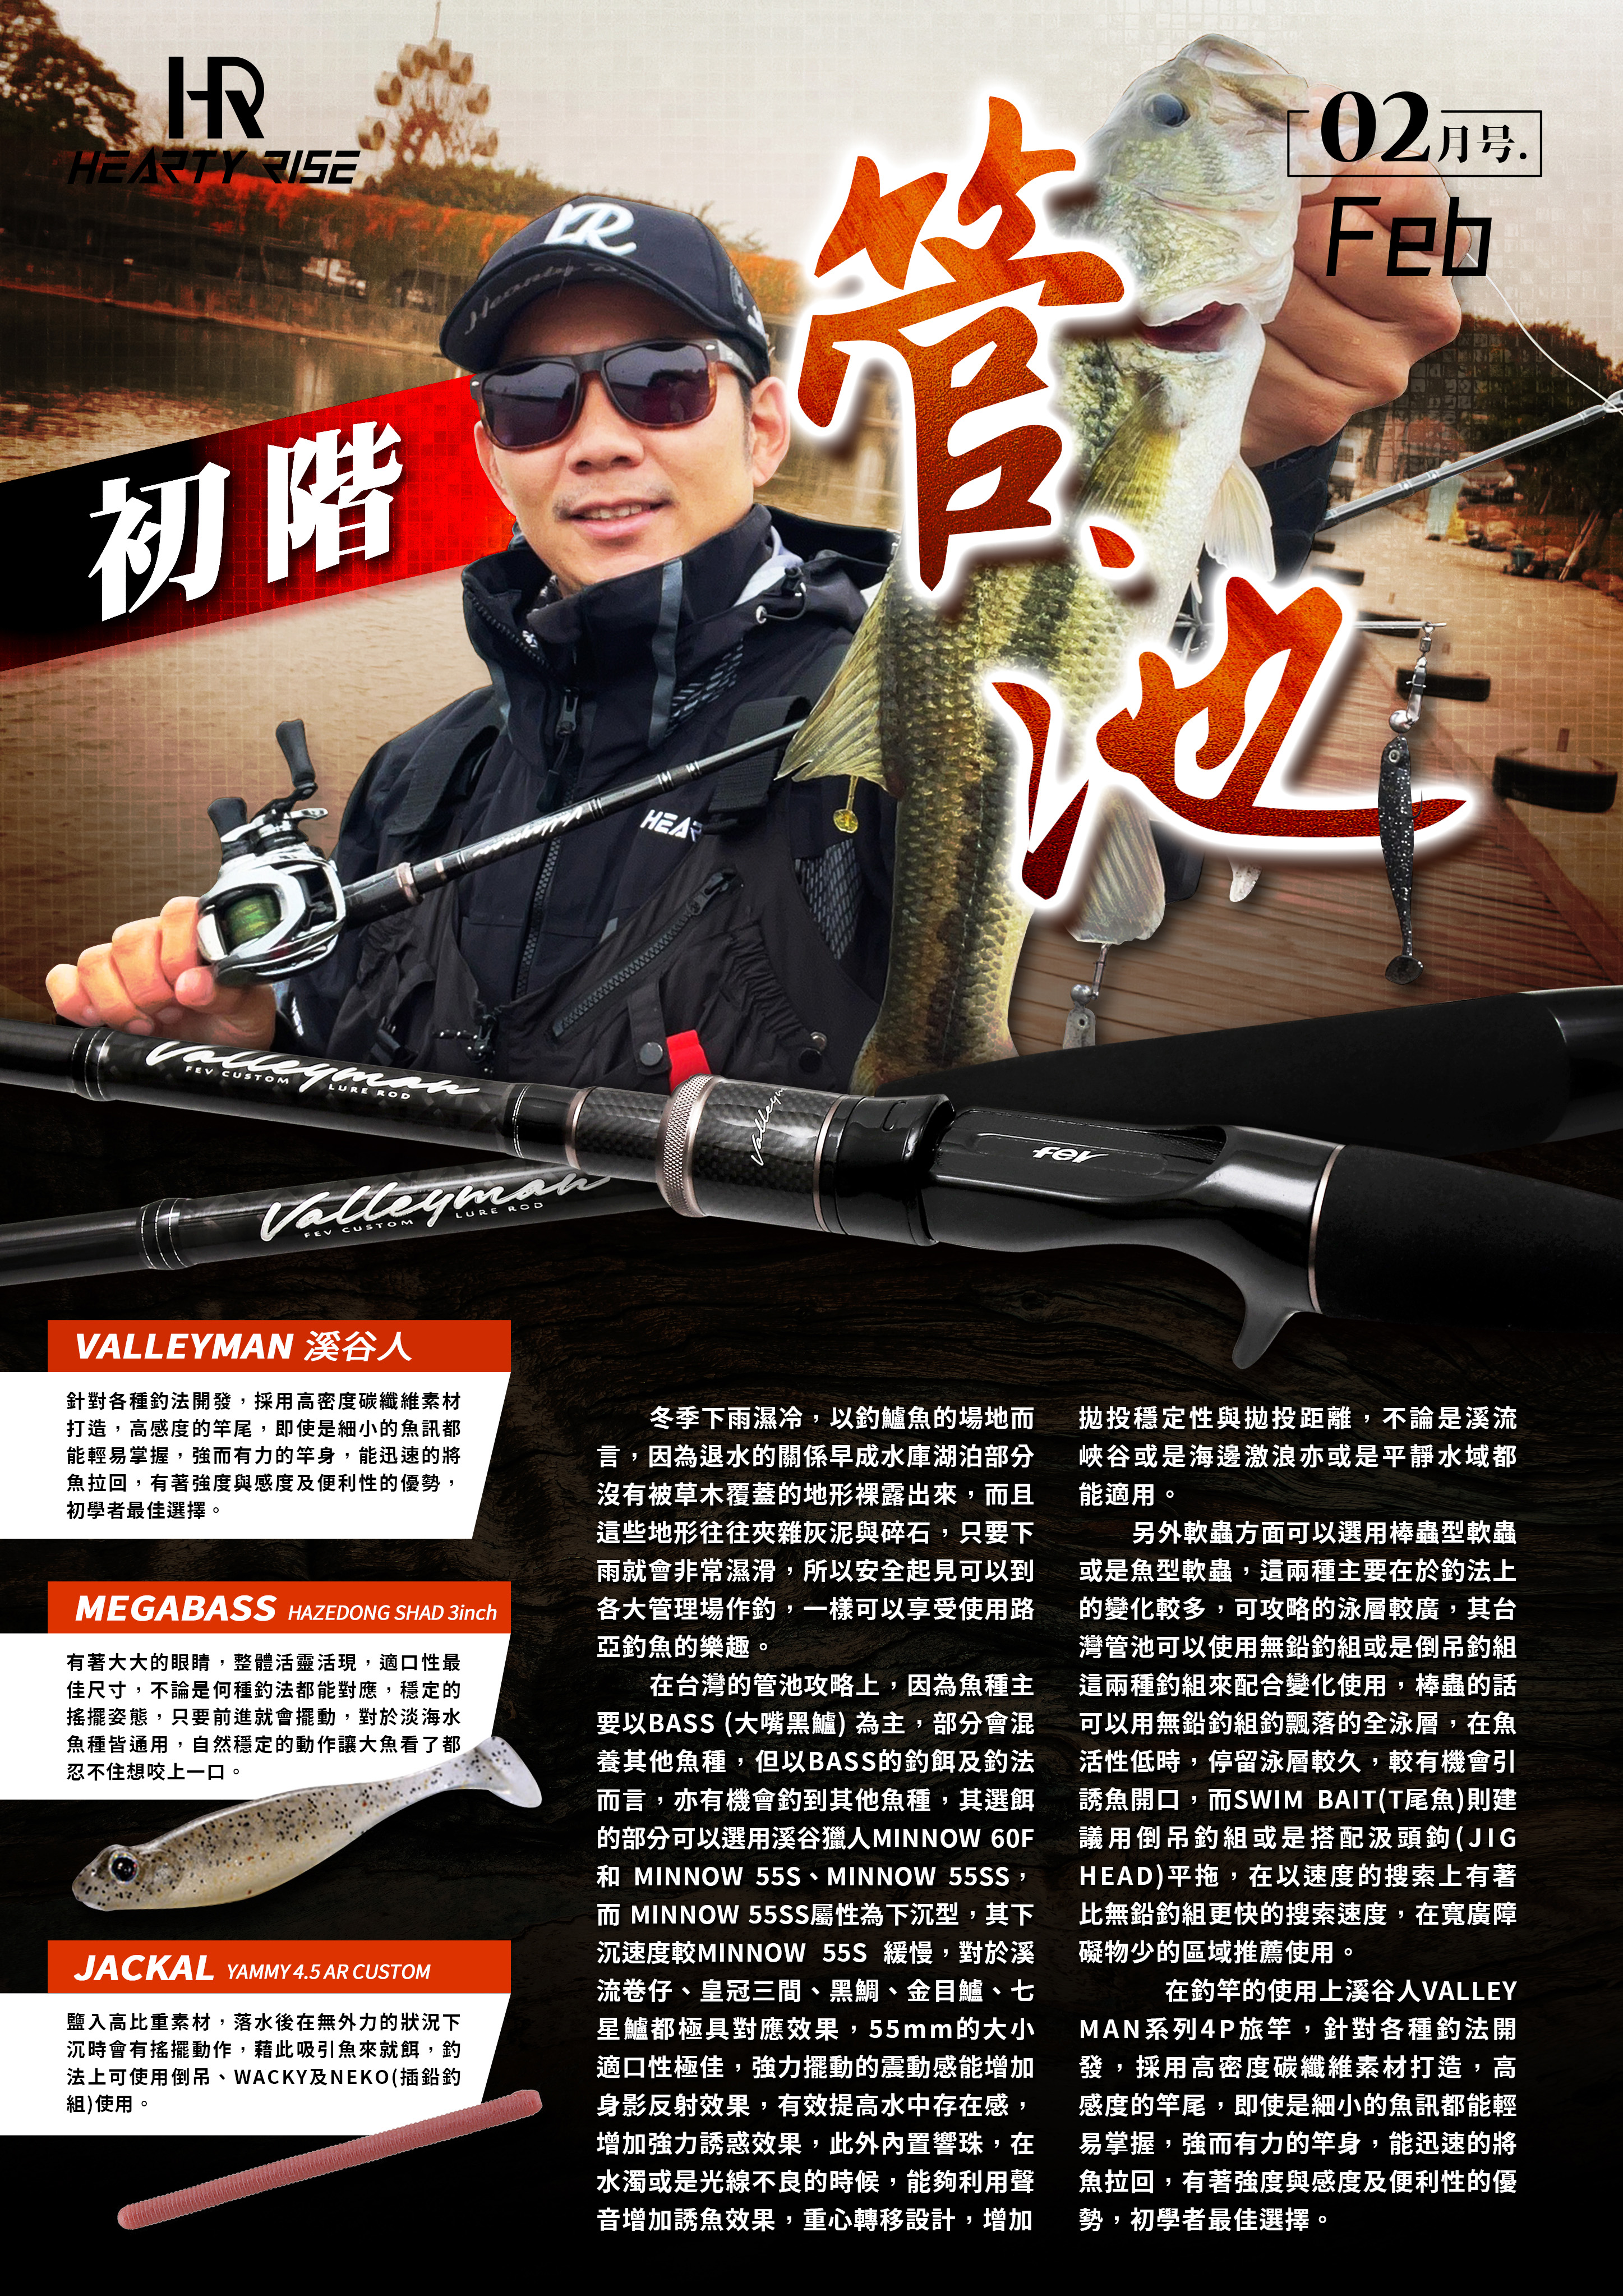 HR
HEARTY RISE
02月号.
Feb
管
池
初階
HR
HEAR
Valleyman
FEV CUSTOM LURE ROD
Valleyman
fev
Valleyman
FEV CUSTOM LURE ROD
VALLEYMAN 溪谷人
針對各種釣法開發，採用高密度碳纖維素材
打造，高感度的竿尾，即使是細小的魚訊都
能輕易掌握，強而有力的竿身，能迅速的將
魚拉回，有著強度與感度及便利性的優勢，
初學者最佳選擇。
MEGABASS HAZEDONG SHAD 3inch
有著大大的眼睛，整體活靈活現，適口性最
佳尺寸，不論是何種釣法都能對應，穩定的
搖擺姿態，只要前進就會擺動，對於淡海水
魚種皆通用，自然穩定的動作讓大魚看了都
忍不住想咬上一口。
JACKAL YAMMY 4.5 AR CUSTOM
鹽入高比重素材，落水後在無外力的狀況下
沉時會有搖擺動作，藉此吸引魚來就餌，釣
法上可使用倒吊、WACKY及NEKO(插鉛釣
組)使用。
冬季下雨濕冷，以釣鱸魚的場地而
言，因為退水的關係早成水庫湖泊部分
沒有被草木覆蓋的地形裸露出來，而且
這些地形往往夾雜灰泥與碎石，只要下
雨就會非常濕滑，所以安全起見可以到
各大管理場作釣，一樣可以享受使用路
亞釣魚的樂趣。
在台灣的管池攻略上，因為魚種主
要以BASS (大嘴黑鱸) 為主，部分會混
養其他魚種，但以BASS的釣餌及釣法
而言，亦有機會釣到其他魚種，其選餌
的部分可以選用溪谷獵人MINNOW 60F
和 MINNOW 55S、MINNOW 55SS，
而 MINNOW 55SS屬性為下沉型，其下
沉速度較MINNOW 55S 緩慢，對於溪
流卷仔、皇冠三間、黑鯛、金目鱸、七
星鱸都極具對應效果，55mm的大小
適口性極佳，強力擺動的震動感能增加
身影反射效果，有效提高水中存在感，
增加強力誘惑效果，此外內置響珠，在
水濁或是光線不良的時候，能夠利用聲
音增加誘魚效果，重心轉移設計，增加
拋投穩定性與拋投距離，不論是溪流
峽谷或是海邊激浪亦或是平靜水域都
能適用。
另外軟蟲方面可以選用棒蟲型軟蟲
或是魚型軟蟲，這兩種主要在於釣法上
的變化較多，可攻略的泳層較廣，其台
灣管池可以使用無鉛釣組或是倒吊釣組
這兩種釣組來配合變化使用，棒蟲的話
可以用無鉛釣組釣飄落的全泳層，在魚
活性低時，停留泳層較久，較有機會引
誘魚開口，而SWIM BAIT(T尾魚)則建
議用倒吊釣組或是搭配汲頭鉤(JIG
HEAD)平拖，在以速度的搜索上有著
比無鉛釣組更快的搜索速度，在寬廣障
礙物少的區域推薦使用。
在釣竿的使用上溪谷人VALLEY
MAN系列4P旅竿，針對各種釣法開
發，採用高密度碳纖維素材打造，高
感度的竿尾，即使是細小的魚訊都能輕
易掌握，強而有力的竿身，能迅速的將
魚拉回，有著強度與感度及便利性的優
勢，初學者最佳選擇。